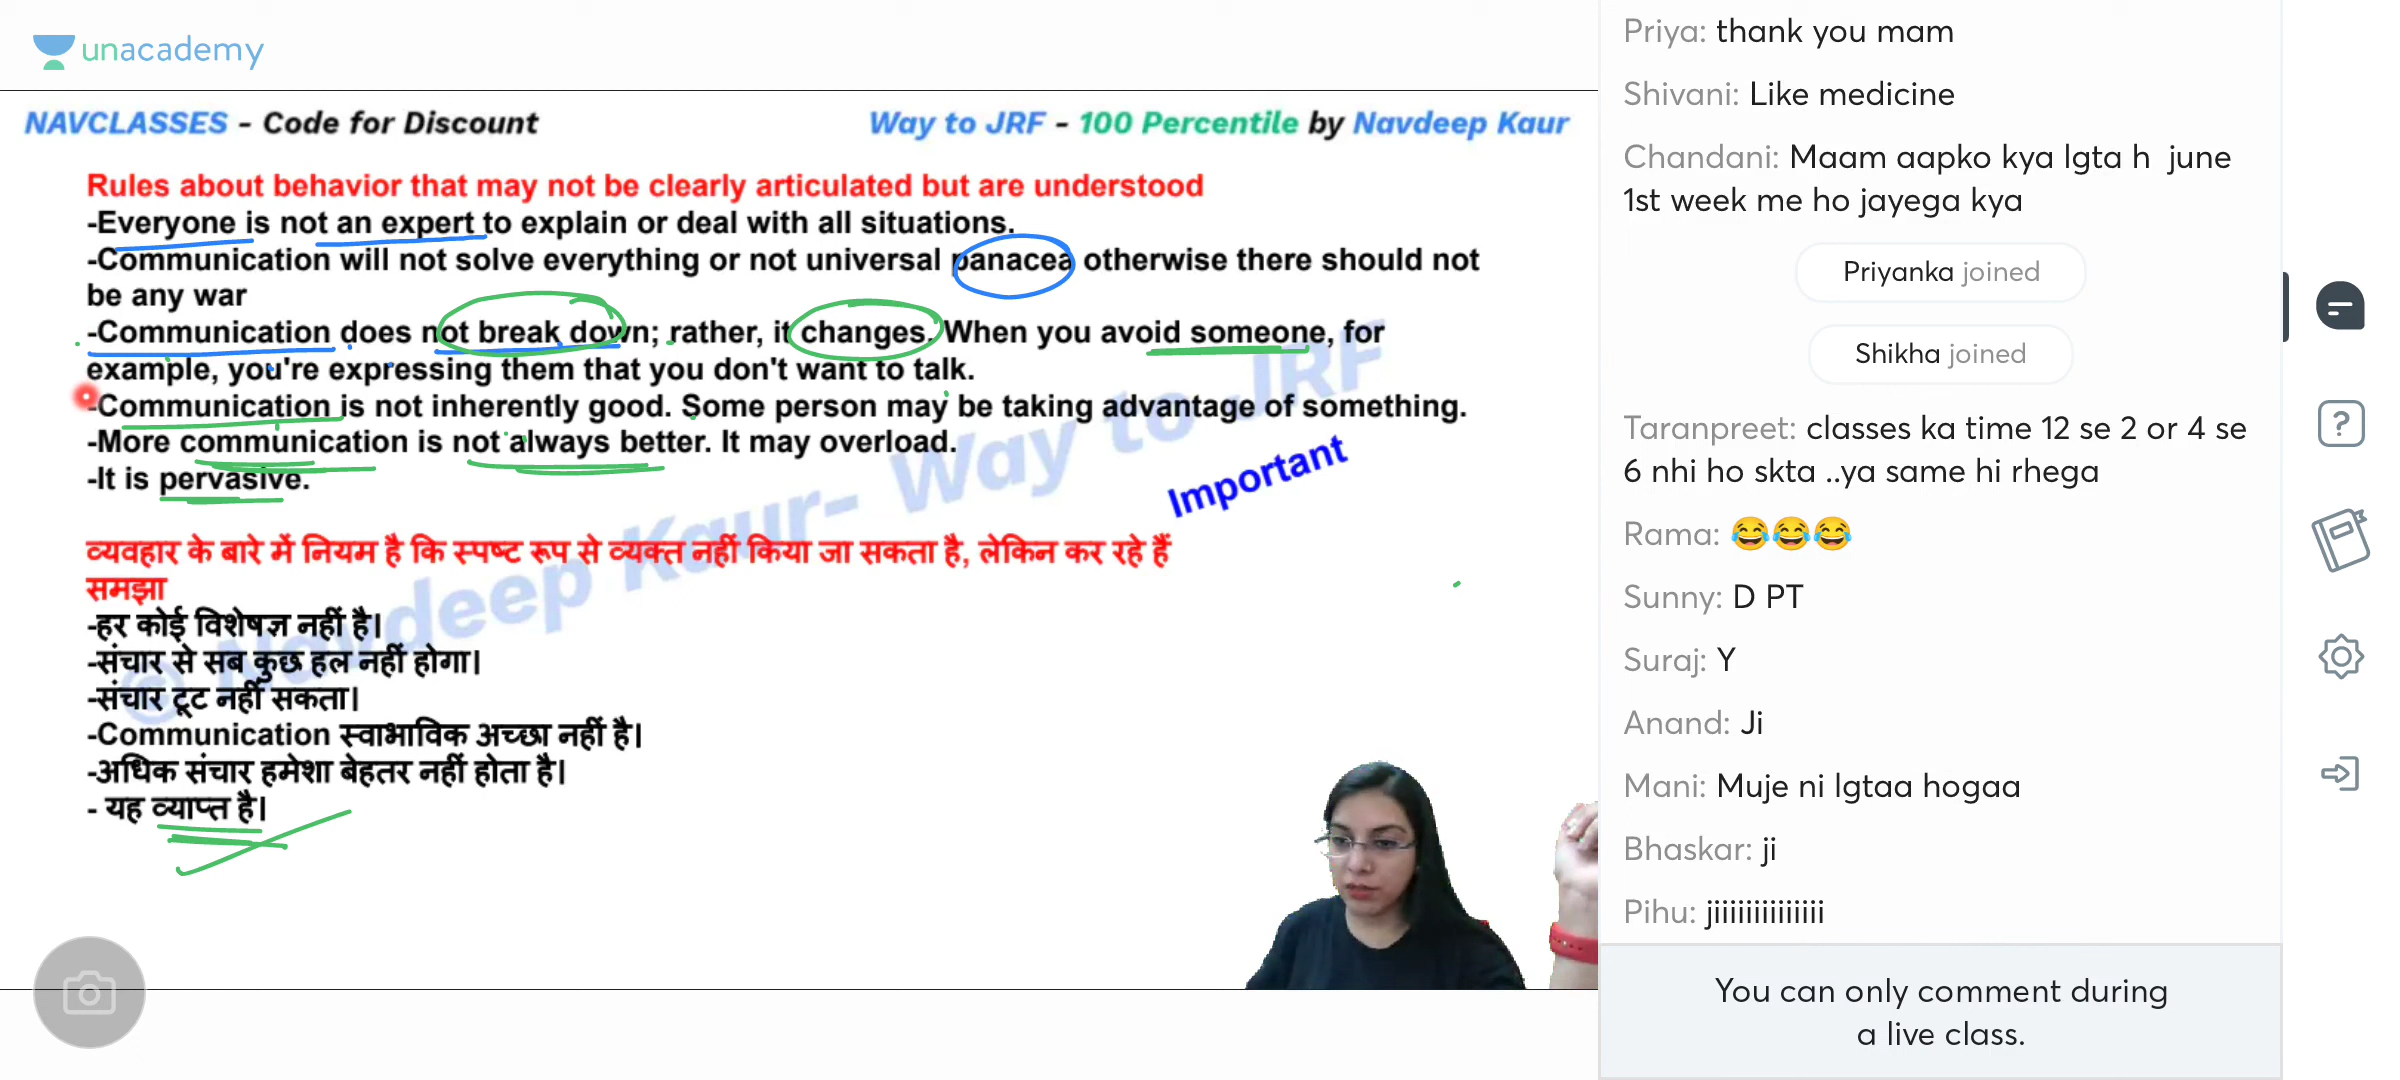 unacademy
NAVCLASSES - Code for Discount
Way to JRF - 100 Percentile by Navdeep Kaur
Rules about behavior that may not be clearly articulated but are understood
-Everyone is not an expert to explain or deal with all situations.
-Communication will not solve everything or not universal panacea otherwise there should not
be any war
-Communication does not break down; rather, it changes. When you avoid someone, for
example, you're expressing them that you don't want to talk.
-Communication is not inherently good. Some person may be taking advantage of something.
-More communication is not always better. It may overload.
-It is pervasive.
Important
© Navdeep Kaur- Way to JRF
व्यवहार के बारे में नियम है कि स्पष्ट रूप से व्यक्त नहीं किया जा सकता है, लेकिन कर रहे हैं
समझा
-हर कोई विशेषज्ञ नहीं है।
-संचार से सब कुछ हल नहीं होगा।
-संचार टूट नहीं सकता।
-Communication स्वाभाविक अच्छा नहीं है।
-अधिक संचार हमेशा बेहतर नहीं होता है।
- यह व्याप्त है।
Priya: thank you mam
Shivani: Like medicine
Chandani: Maam aapko kya lgta h june
1st week me ho jayega kya
Priyanka joined
Shikha joined
Taranpreet: classes ka time 12 se 2 or 4 se
6 nhi ho skta ..ya same hi rhega
Rama: 😂😂😂
Sunny: D PT
Suraj: Y
Anand: Ji
Mani: Muje ni lgtaa hogaa
Bhaskar: ji
Pihu: jiiiiiiiiiiiiiii
You can only comment during
a live class.